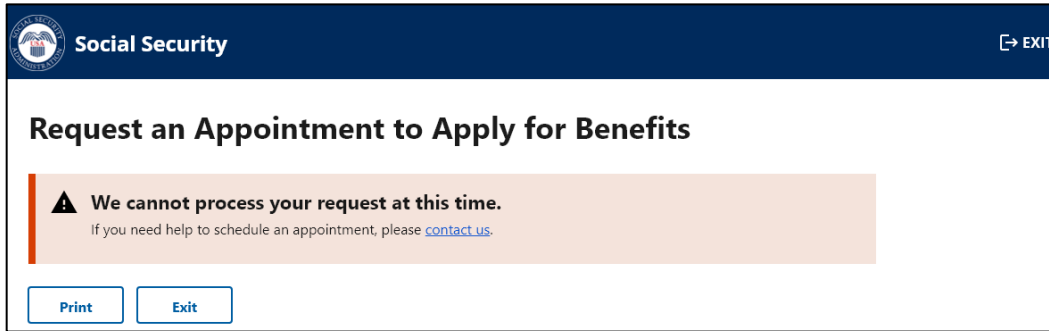 Social Security
EXIT
Request an Appointment to Apply for Benefits
We cannot process your request at this time.
If you need help to schedule an appointment, please contact us.
Print
Exit